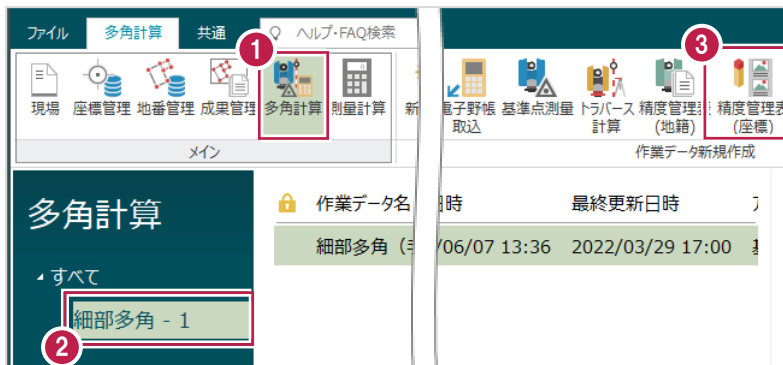 ファイル 多角計算 共通 ヘルプ・FAQ検索
1
3
現場 座標管理 地番管理 成果管理 多角計算 測量計算 電子野帳取込 基準点測量 トラバース計算 精度管理表(地籍) 精度管理表(座標)
メイン 作業データ新規作成
多角計算
作業データ名 日時 最終更新日時
細部多角 /06/07 13:36 2022/03/29 17:00
すべて
細部多角 - 1
2